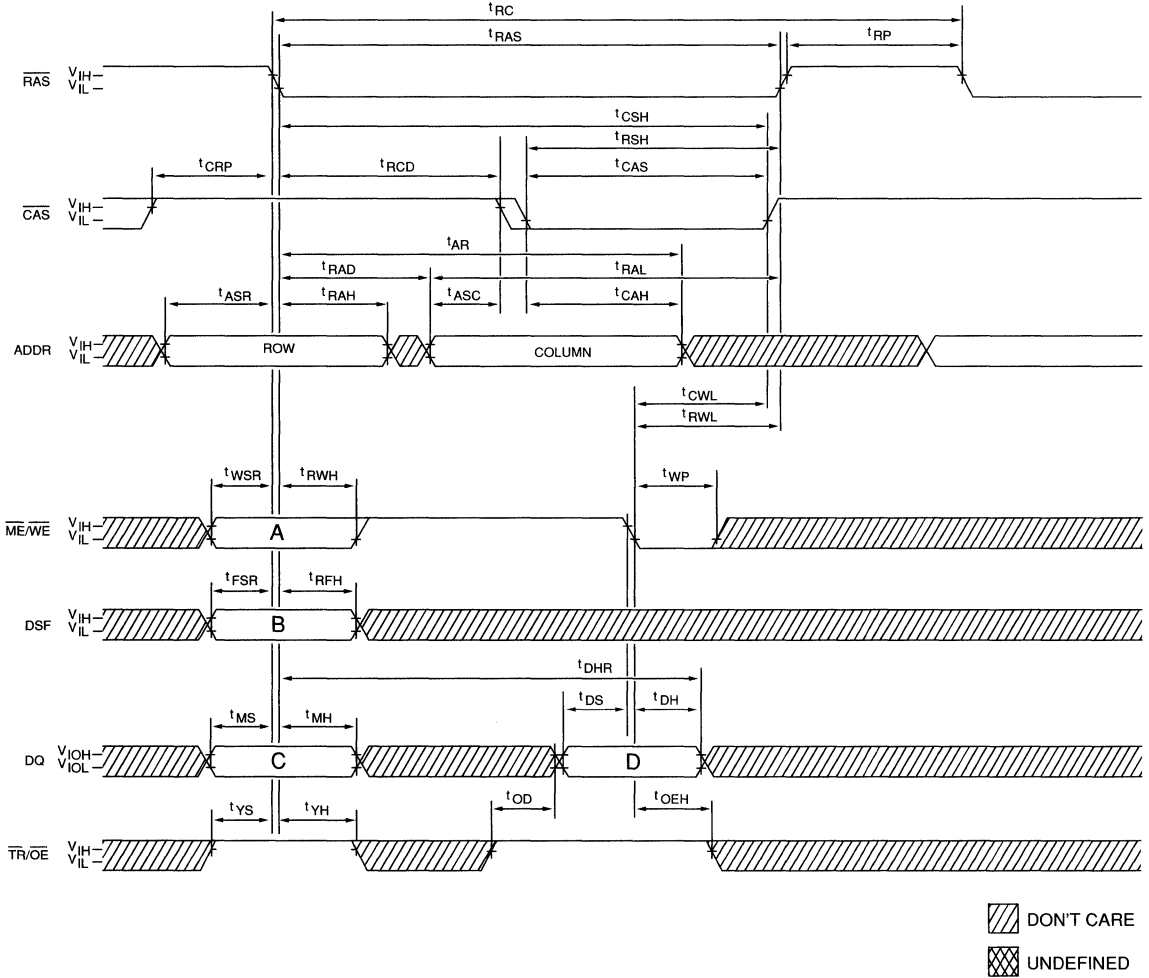 tRC
tRAS
tRP
RAS
VIH
VIL
tCSH
tRSH
tCRP
tRCD
tCAS
CAS
VIH
VIL
tAR
tRAD
tRAL
tASR
tRAH
tASC
tCAH
ADDR
VIH
VIL
ROW
COLUMN
tCWL
tRWL
tWSR
tRWH
tWP
ME/WE
VIH
VIL
A
tFSR
tRFH
DSF
VIH
VIL
B
tDHR
tDS
tDH
tMS
tMH
DQ
VIOH
VIOL
C
D
tYS
tYH
tOD
tOEH
TR/OE
VIH
VIL
DON'T CARE
UNDEFINED